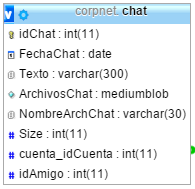 v corpnet chat
idChat : int(11)
FechaChat : date
Texto : varchar(300)
ArchivosChat : mediumblob
NombreArchChat : varchar(30)
# Size : int(11)
# cuenta_idCuenta : int(11)
# idAmigo : int(11)